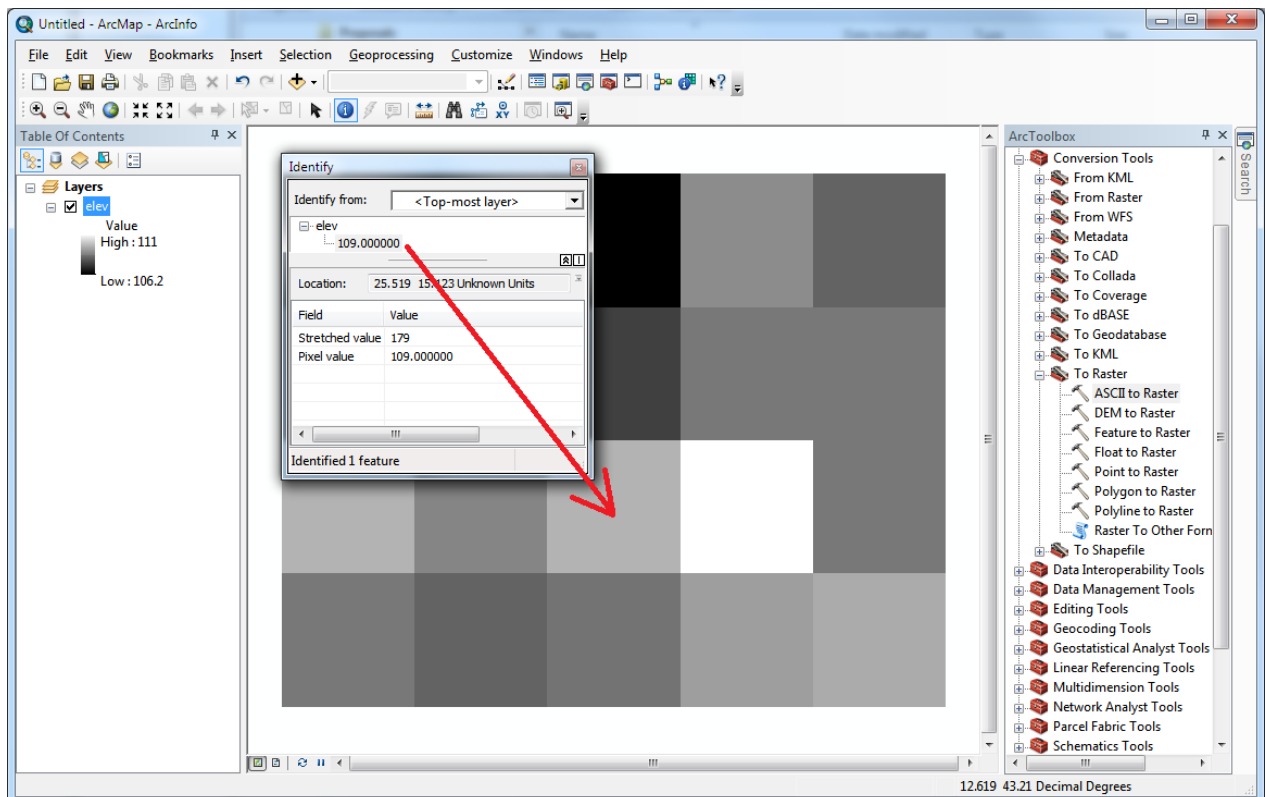 Untitled - ArcMap - ArcInfo
File Edit View Bookmarks Insert Selection Geoprocessing Customize Windows Help
Table Of Contents
Layers
elev
Value
High : 111
Low : 106.2
Identify
Identify from: <Top-most layer>
elev
109.000000
Location: 25.519 15.123 Unknown Units
Field Value
Stretched value 179
Pixel value 109.000000
Identified 1 feature
ArcToolbox
Conversion Tools
From KML
From Raster
From WFS
Metadata
To CAD
To Collada
To Coverage
To dBASE
To Geodatabase
To KML
To Raster
ASCII to Raster
DEM to Raster
Feature to Raster
Float to Raster
Point to Raster
Polygon to Raster
Polyline to Raster
Raster To Other Forn
To Shapefile
Data Interoperability Tools
Data Management Tools
Editing Tools
Geocoding Tools
Geostatistical Analyst Tools
Linear Referencing Tools
Multidimension Tools
Network Analyst Tools
Parcel Fabric Tools
Schematics Tools
Search
12.619 43.21 Decimal Degrees